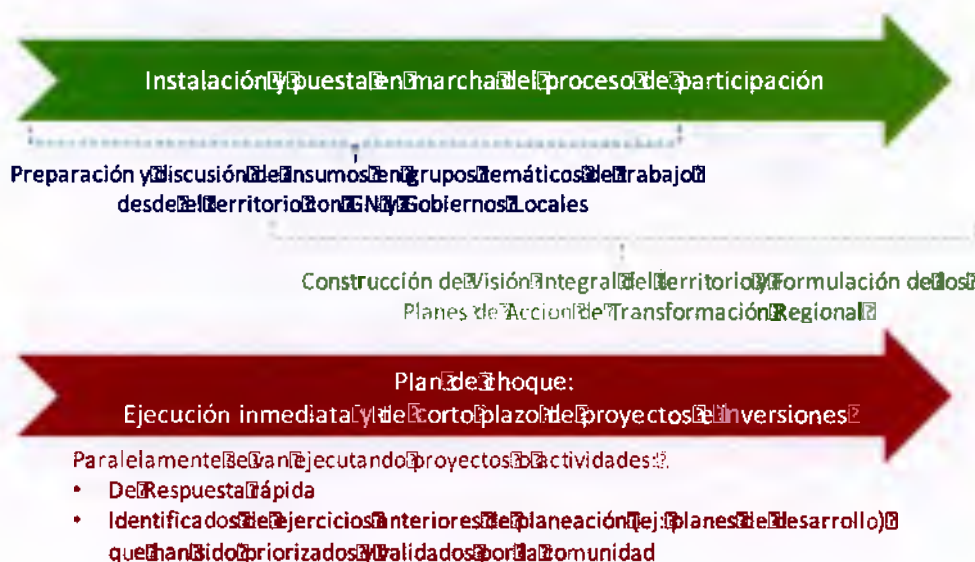 Instalación y puesta en marcha del proceso de participación
Preparación y discusión de insumos en grupos temáticos de trabajo
desde el territorio con GN y Gobiernos Locales
Construcción de Visión integral del territorio y Formulación de los
Planes de Accion de Transformación Regional
Plan de choque:
Ejecución inmediata y de corto plazo de proyectos e inversiones
Paralelamente se van ejecutando proyectos o actividades:
• De Respuesta rápida
• Identificados de ejercicios anteriores de planeación (ej: planes de desarrollo)
que han sido priorizados y validados por la comunidad